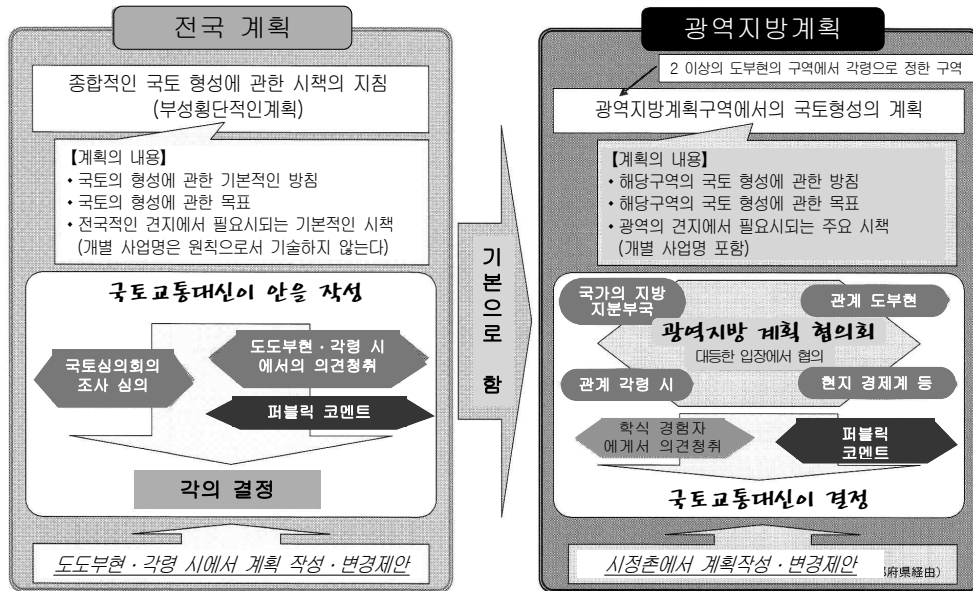 전국 계획
종합적인 국토 형성에 관한 시책의 지침
(부성횡단적인계획)
【계획의 내용】
• 국토의 형성에 관한 기본적인 방침
• 국토의 형성에 관한 목표
• 전국적인 견지에서 필요시되는 기본적인 시책
(개별 사업명은 원칙으로서 기술하지 않는다)
국토교통대신이 안을 작성
국토심의회의
조사 심의
도도부현 · 각령 시
에서의 의견청취
퍼블릭 코멘트
각의 결정
도도부현 · 각령 시에서 계획 작성 · 변경제안
기
본
으
로
함
광역지방계획
2 이상의 도부현의 구역에서 각령으로 정한 구역
광역지방계획구역에서의 국토형성의 계획
【계획의 내용】
• 해당구역의 국토 형성에 관한 방침
• 해당구역의 국토 형성에 관한 목표
• 광역의 견지에서 필요시되는 주요 시책
(개별 사업명 포함)
국가의 지방
지분부국
관계 도부현
광역지방 계획 협의회
대등한 입장에서 협의
관계 각령 시
현지 경제계 등
학식 경험자
에게서 의견청취
퍼블릭
코멘트
국토교통대신이 결정
시정촌에서 계획작성 · 변경제안
府県経由）